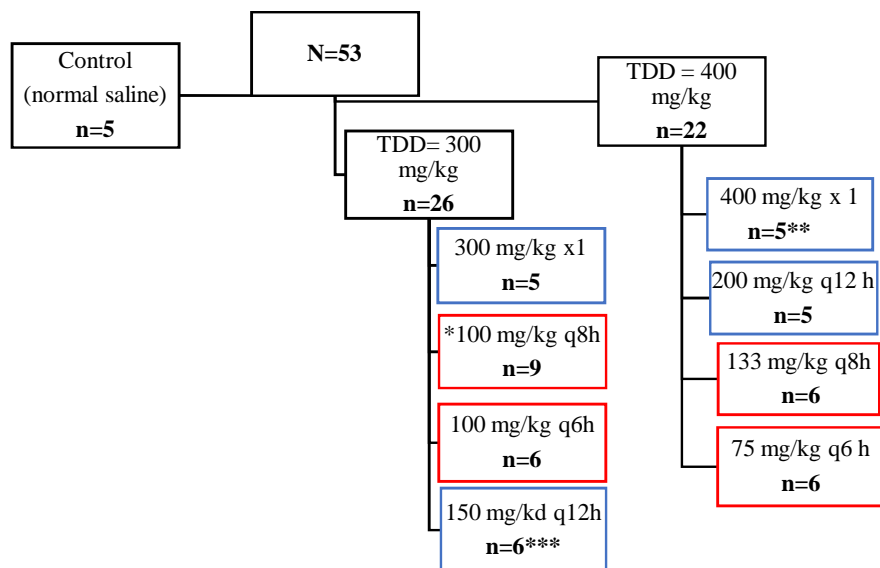 N=53
Control
(normal saline)
n=5
TDD = 400
mg/kg
n=22
TDD= 300
mg/kg
n=26
300 mg/kg x1
n=5
*100 mg/kg q8h
n=9
100 mg/kg q6h
n=6
150 mg/kd q12h
n=6***
400 mg/kg x 1
n=5**
200 mg/kg q12 h
n=5
133 mg/kg q8h
n=6
75 mg/kg q6 h
n=6